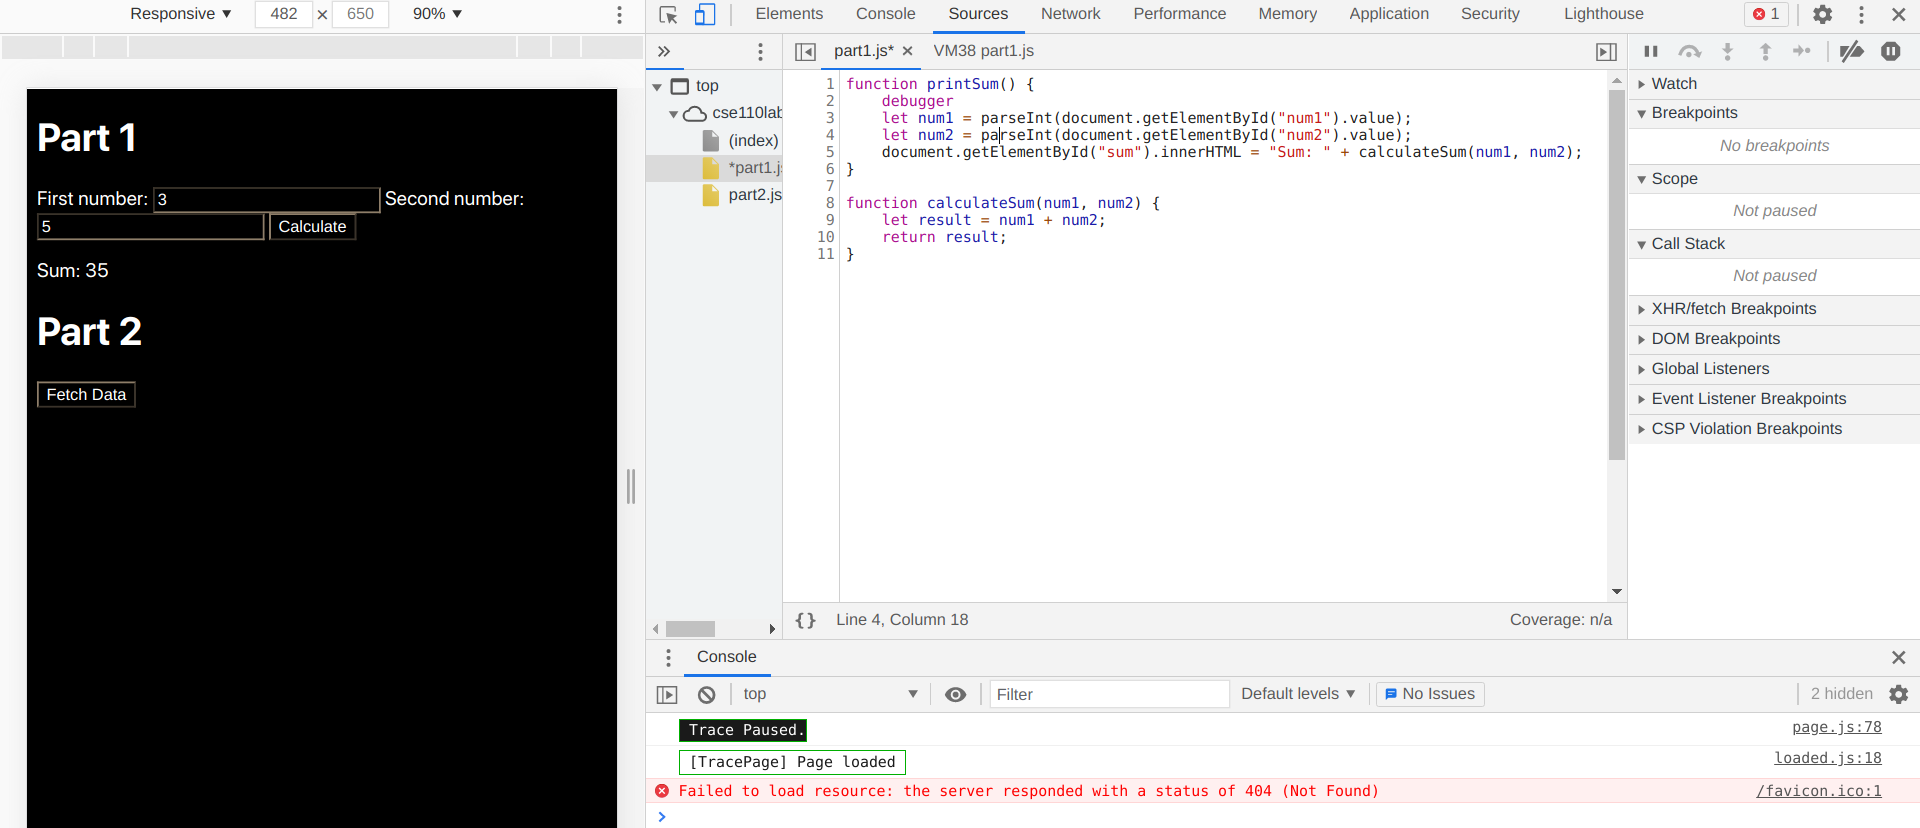 Responsive ▼ 482 × 650 90% ▼
Elements Console Sources Network Performance Memory Application Security Lighthouse 1
part1.js* × VM38 part1.js
top
cse110lab
(index)
*part1.js
part2.js
1 function printSum() {
2 debugger
3 let num1 = parseInt(document.getElementById("num1").value);
4 let num2 = parseInt(document.getElementById("num2").value);
5 document.getElementById("sum").innerHTML = "Sum: " + calculateSum(num1, num2);
6 }
7
8 function calculateSum(num1, num2) {
9 let result = num1 + num2;
10 return result;
11 }
{} Line 4, Column 18 Coverage: n/a
Watch
Breakpoints
No breakpoints
Scope
Not paused
Call Stack
Not paused
XHR/fetch Breakpoints
DOM Breakpoints
Global Listeners
Event Listener Breakpoints
CSP Violation Breakpoints
Part 1
First number: 3 Second number:
5 Calculate
Sum: 35
Part 2
Fetch Data
Console
top ▼ Filter Default levels ▼ No Issues 2 hidden
Trace Paused. page.js:78
[TracePage] Page loaded loaded.js:18
Failed to load resource: the server responded with a status of 404 (Not Found) /favicon.ico:1